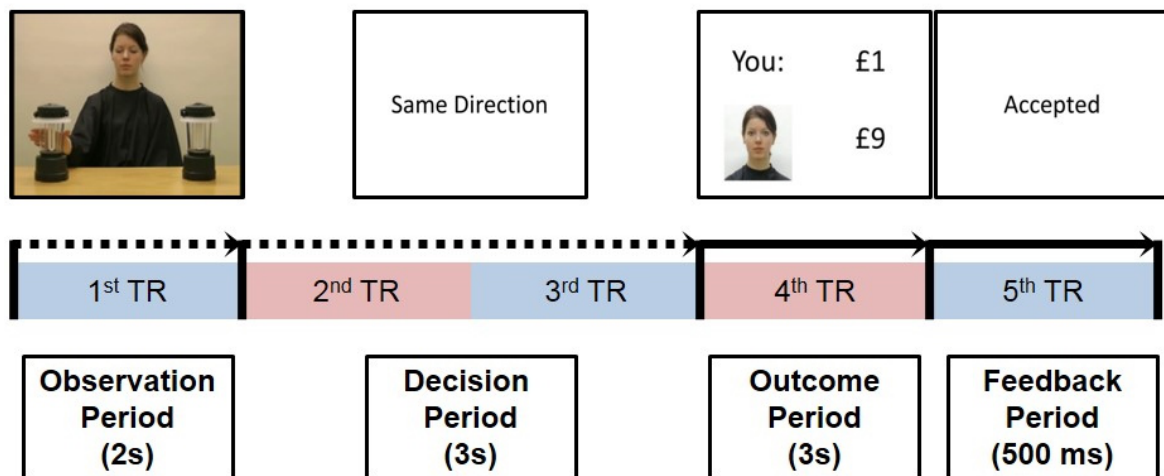 Same Direction
You: £1
£9
Accepted
1st TR
2nd TR
3rd TR
4th TR
5th TR
Observation
Period
(2s)
Decision
Period
(3s)
Outcome
Period
(3s)
Feedback
Period
(500 ms)